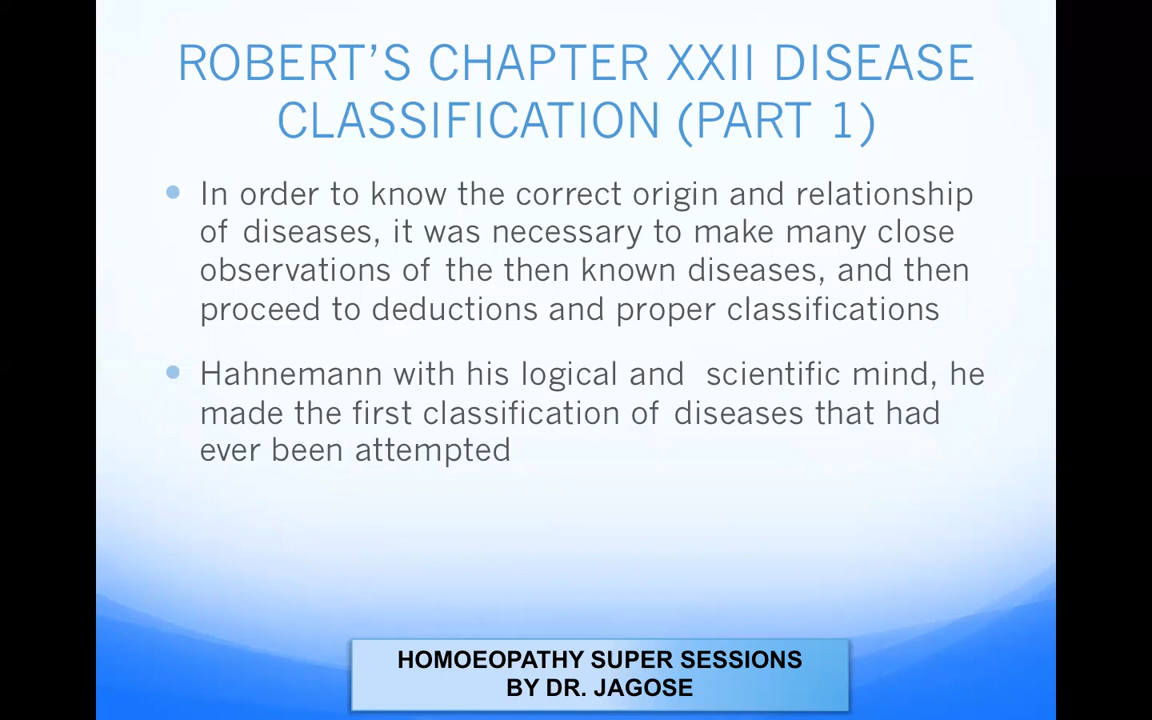 ROBERT’S CHAPTER XXII DISEASE
CLASSIFICATION (PART 1)
In order to know the correct origin and relationship
of diseases, it was necessary to make many close
observations of the then known diseases, and then
proceed to deductions and proper classifications
Hahnemann with his logical and scientific mind, he
made the first classification of diseases that had
ever been attempted
HOMOEOPATHY SUPER SESSIONS
BY DR. JAGOSE